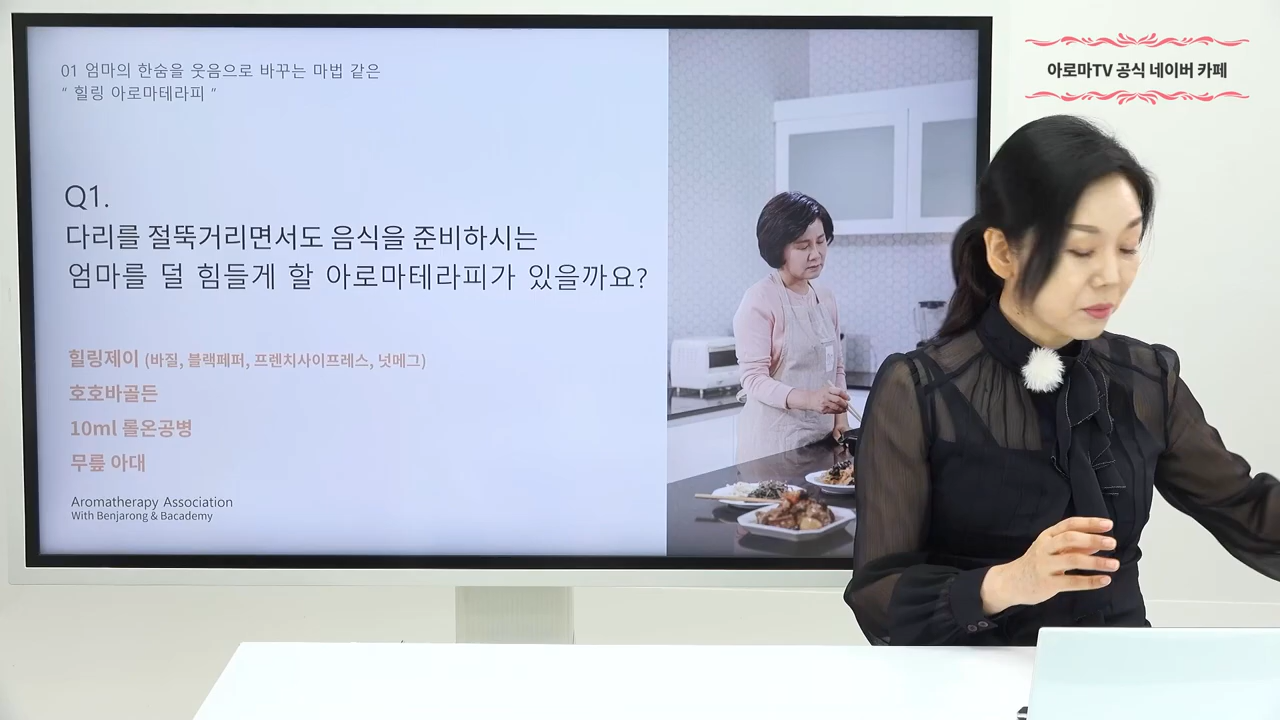 01 엄마의 한숨을 웃음으로 바꾸는 마법 같은
“ 힐링 아로마테라피 ”
Q1.
다리를 절뚝거리면서도 음식을 준비하시는
엄마를 덜 힘들게 할 아로마테라피가 있을까요?
힐링제이 (바질, 블랙페퍼, 프렌치사이프레스, 넛메그)
호호바골든
10ml 롤온공병
무릎 아대
Aromatherapy Association
With Benjarong & Bacademy
아로마TV 공식 네이버 카페